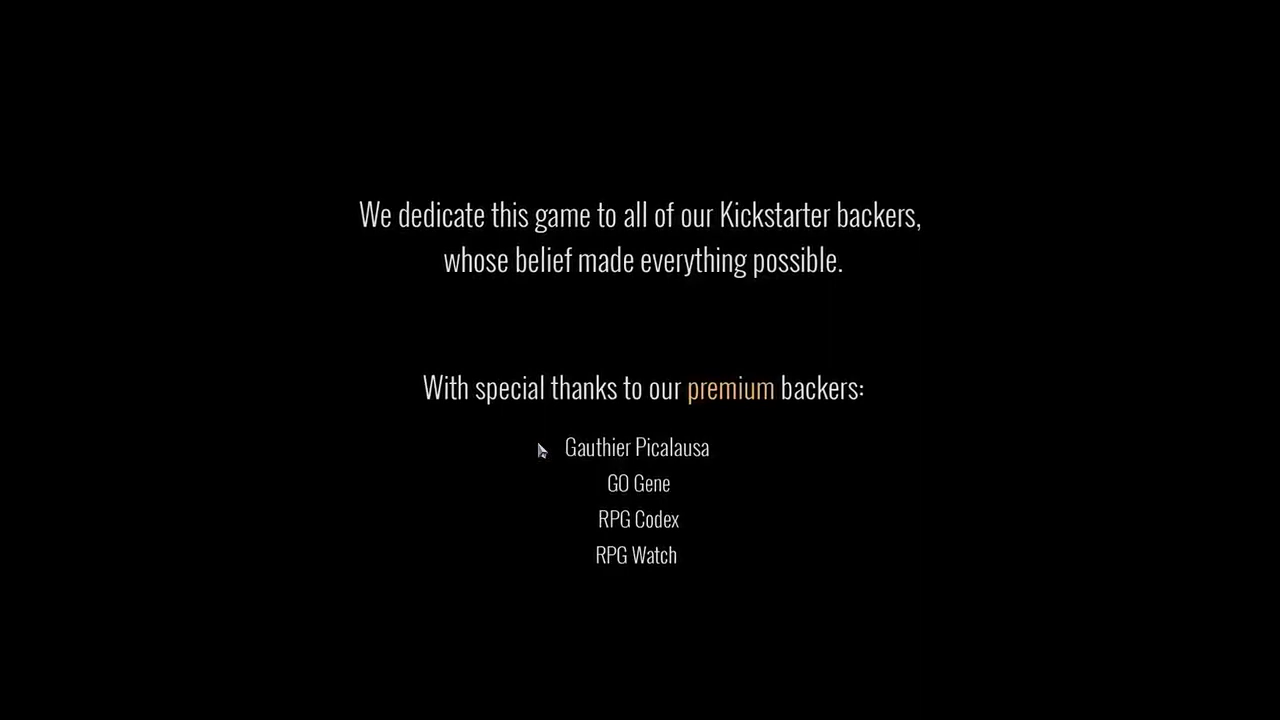 We dedicate this game to all of our Kickstarter backers,
whose belief made everything possible.
With special thanks to our premium backers:
Gauthier Picalausa
GO Gene
RPG Codex
RPG Watch